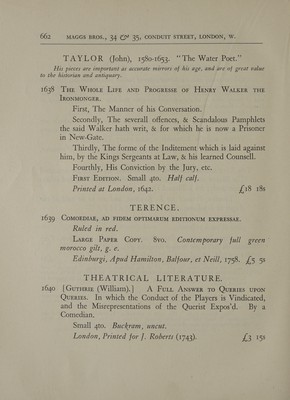 662 MAGGS BROS., 34 & 35, CONDUIT STREET, LONDON, W.
TAYLOR (John), 1580-1653. "The Water Poet."
His pieces are important as accurate mirrors of his age, and are of great value
to the historian and antiquary.
1638 The Whole Life and Progresse of Henry Walker the
Ironmonger.
First, The Manner of his Conversation.
Secondly, The severall offences, & Scandalous Pamphlets
the said Walker hath writ, & for which he is now a Prisoner
in New-Gate.
Thirdly, The forme of the Inditement which is laid against
him, by the Kings Sergeants at Law, & his learned Counsell.
Fourthly, His Conviction by the Jury, etc.
First Edition. Small 4to. Half calf.
Printed at London, 1642. £18 18s
TERENCE.
1639 Comoediae, ad fidem optimarum editionum expressae.
Ruled in red.
Large Paper Copy. 8vo. Contemporary full green
morocco gilt, g. e.
Edinburgi, Apud Hamilton, Balfour, et Neill, 1758. £5 5s
THEATRICAL LITERATURE.
1640 [Guthrie (William).] A Full Answer to Queries upon
Queries. In which the Conduct of the Players is Vindicated,
and the Misrepresentations of the Querist Expos'd. By a
Comedian.
Small 4to. Buckram, uncut.
London, Printed for J. Roberts (1743). £3 15s